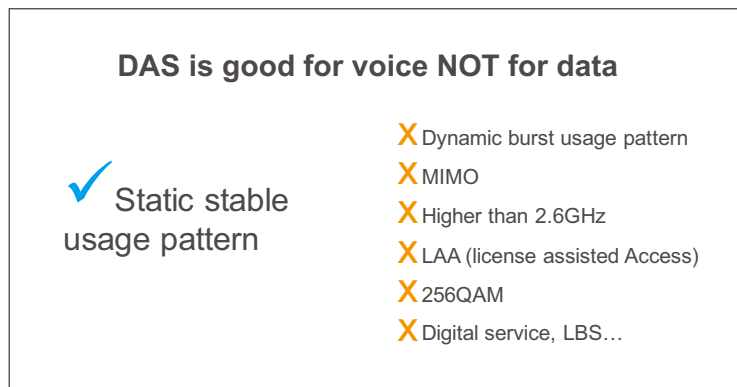 DAS is good for voice NOT for data
✓Static stable
usage pattern
X Dynamic burst usage pattern
X MIMO
X Higher than 2.6GHz
X LAA (license assisted Access)
X 256QAM
X Digital service, LBS…